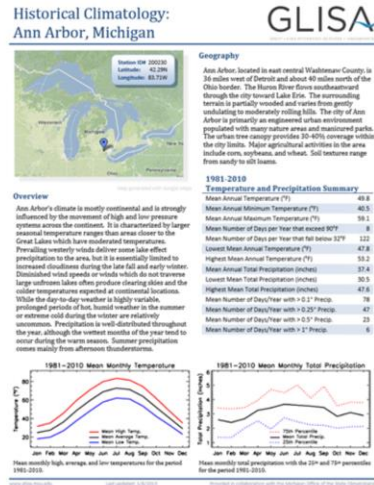 Historical Climatology:
Ann Arbor, Michigan
GLISA
Station ID# 200230
Latitude: 42.29N
Longitude: 83.71W
Geography
Ann Arbor, located in east central Washtenaw County, is
36 miles west of Detroit and about 40 miles north of the
Ohio border. The Huron River flows southeastward
through the city toward Lake Erie. The surrounding
terrain is partially wooded and varies from gently
undulating to moderately rolling hills. The city of Ann
Arbor is primarily an engineered urban environment
populated with many nature areas and manicured parks.
The urban tree canopy provides 30-40% coverage within
the city limits. Major agricultural activities in the area
include corn, soybeans, and wheat. Soil textures range
from sandy to silt loams.
Overview
Ann Arbor's climate is mostly continental and is strongly
influenced by the movement of high and low pressure
systems across the continent. It is characterized by larger
seasonal temperature ranges than areas closer to the
Great Lakes which have moderated temperatures.
Prevailing westerly winds deliver some lake effect
precipitation to the area, but it is essentially limited to
increased cloudiness during the late fall and early winter.
Diminished wind speeds or winds which do not traverse
large unfrozen lakes often produce clearing skies and the
colder temperatures expected at continental locations.
While the day-to-day weather is highly variable,
prolonged periods of hot, humid weather in the summer
or extreme cold during the winter are relatively
uncommon. Precipitation is well-distributed throughout
the year, although the wettest months of the year tend to
occur during the warm season. Summer precipitation
comes mainly from afternoon thunderstorms.
1981-2010
Temperature and Precipitation Summary
Mean Annual Temperature (°F) 49.8
Mean Annual Minimum Temperature (°F) 40.5
Mean Annual Maximum Temperature (°F) 59.1
Mean Number of Days per Year that exceed 90°F 8
Mean Number of Days per Year that fall below 32°F 122
Lowest Mean Annual Temperature (°F) 47.8
Highest Mean Annual Temperature (°F) 53.2
Mean Annual Total Precipitation (inches) 37.4
Lowest Mean Total Precipitation (inches) 30.5
Highest Mean Total Precipitation (inches) 47.6
Mean Number of Days/Year with > 0.1" Precip. 78
Mean Number of Days/Year with > 0.25" Precip. 47
Mean Number of Days/Year with > 0.5" Precip. 23
Mean Number of Days/Year with > 1" Precip. 6
1981-2010 Mean Monthly Temperature
Temperature (°F)
80
60
40
20
Mean High Temp.
Mean Average Temp.
Mean Low Temp.
Jan Feb Mar Apr May Jun Jul Aug Sep Oct Nov Dec
Mean monthly high, average, and low temperatures for the period
1981-2010.
1981-2010 Mean Monthly Total Precipitation
Total Precipitation (inches)
75th Percentile
Mean Total Precip.
25th Percentile
Jan Feb Mar Apr May Jun Jul Aug Sep Oct Nov Dec
Mean monthly total precipitation with the 25th and 75th percentiles
for the period 1981-2010.